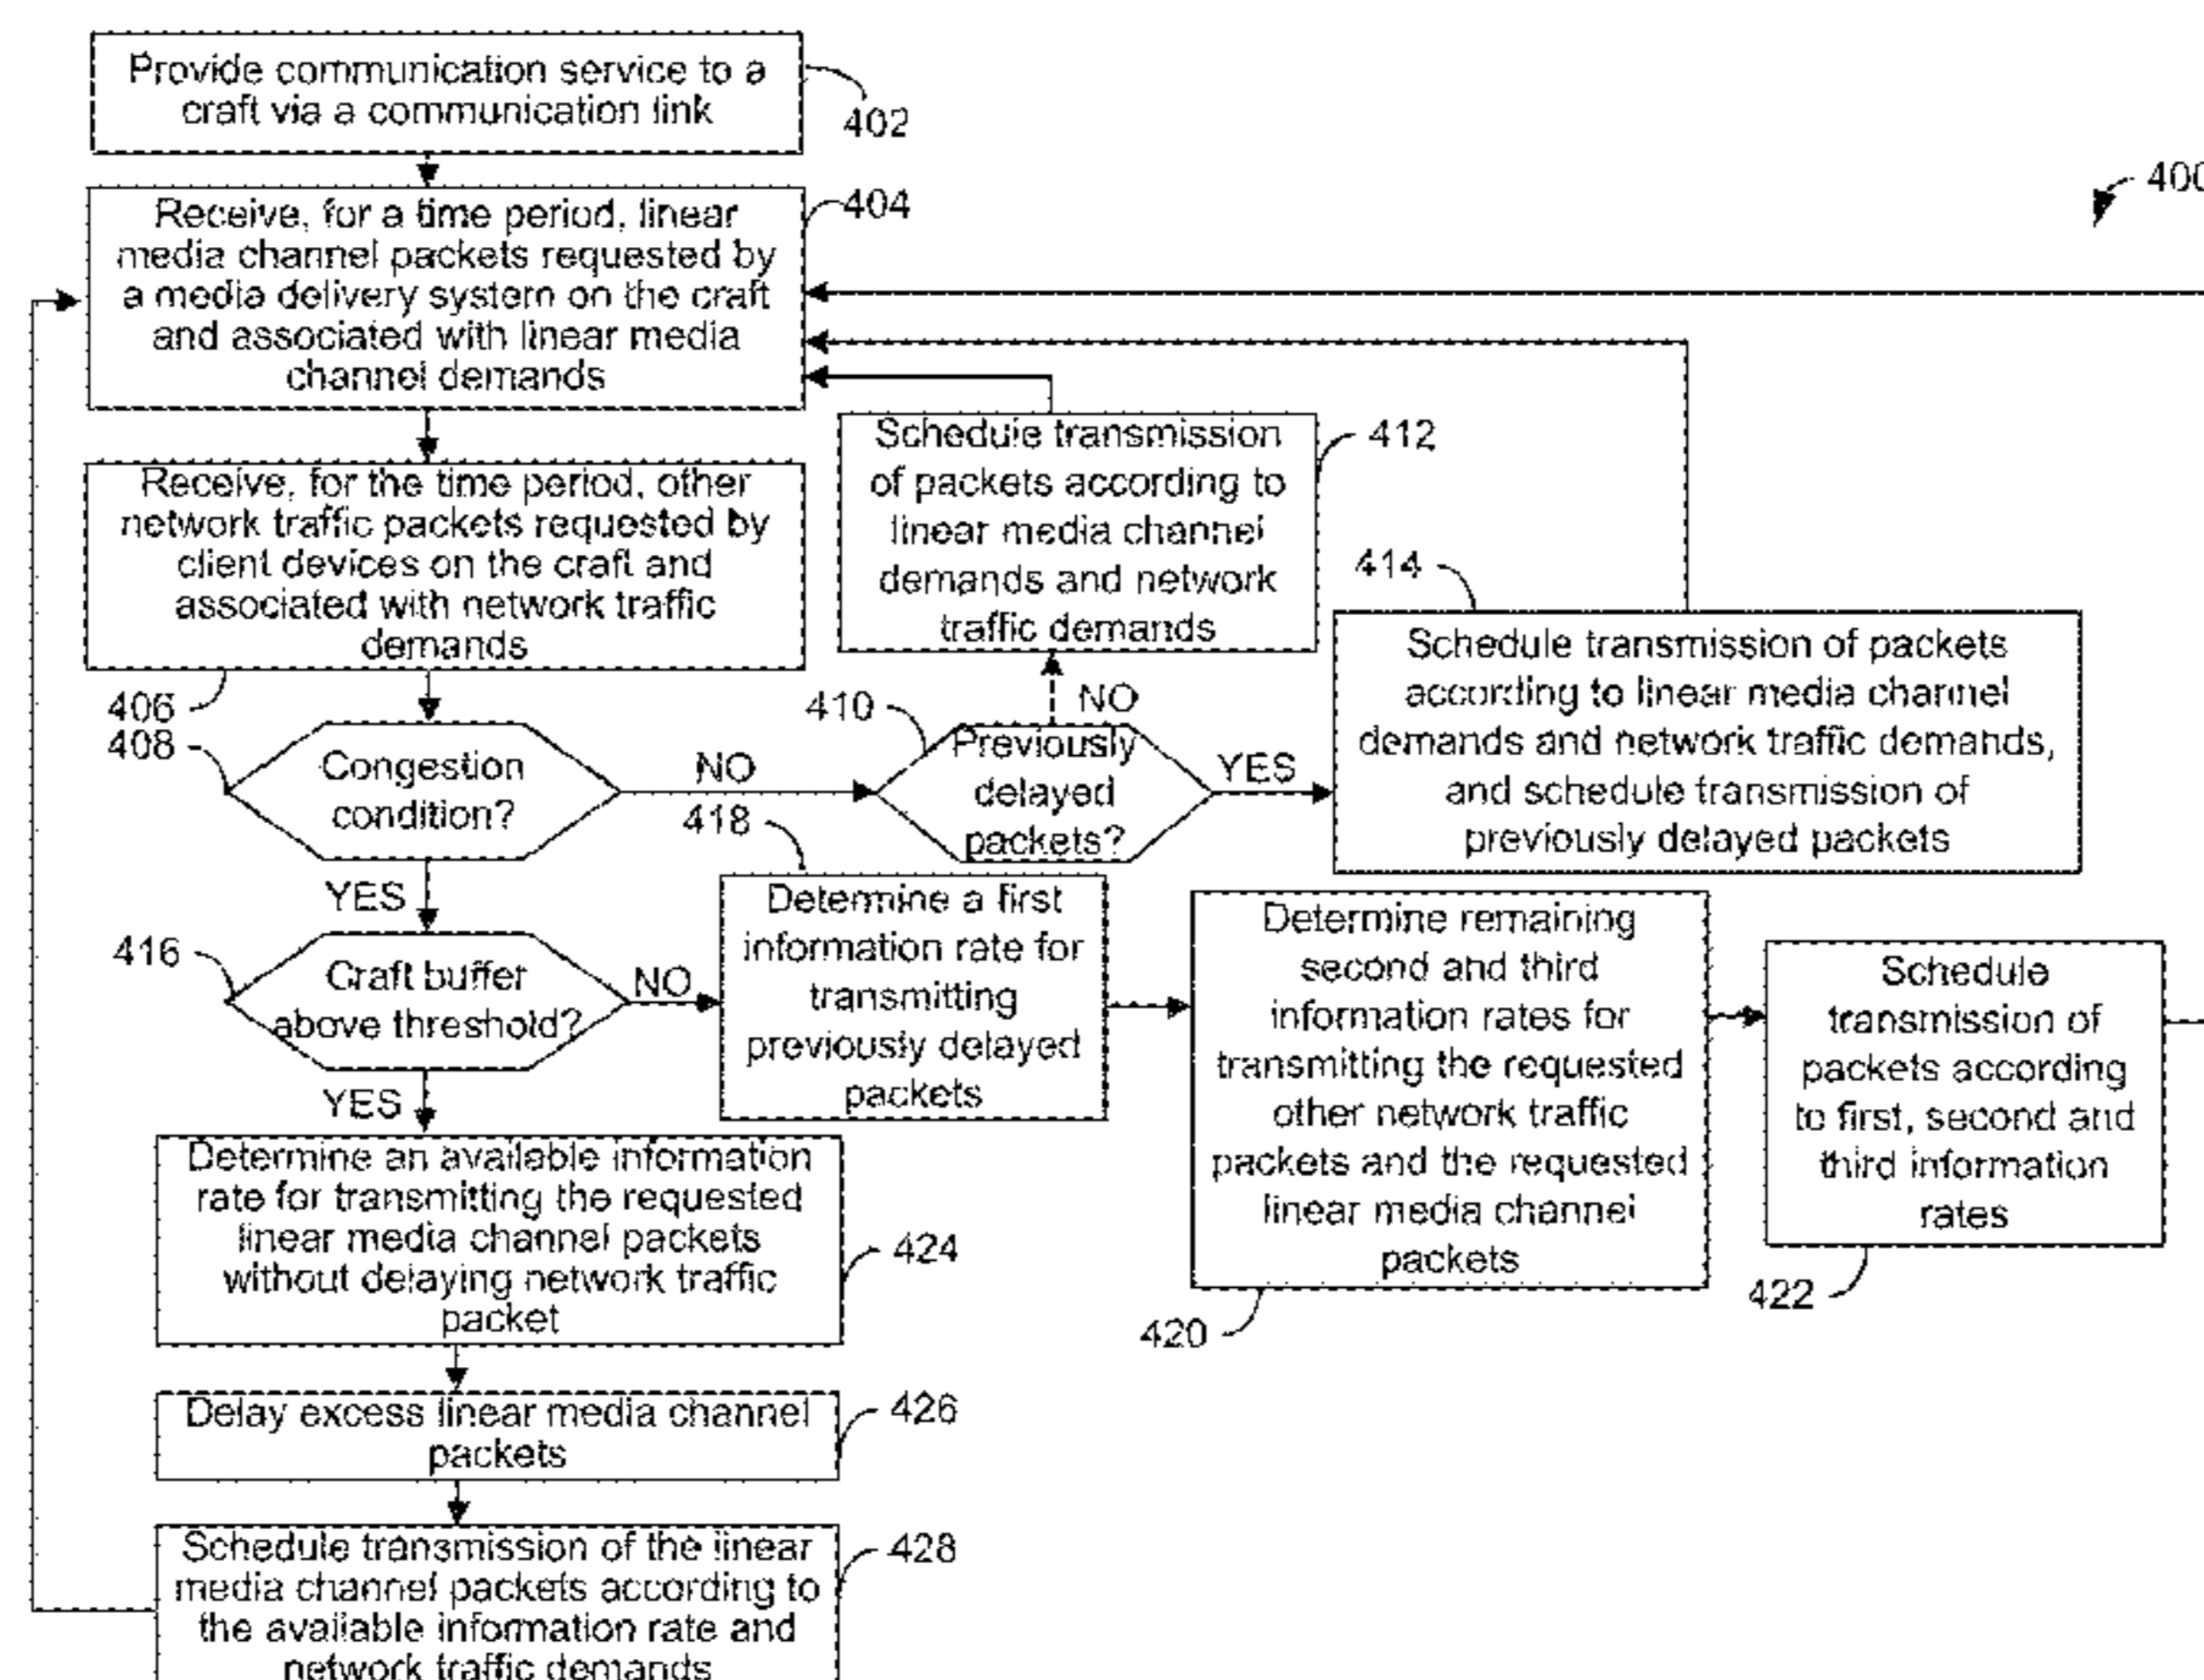 Provide communication service to a
craft via a communication link
402
400
Receive, for a time period, linear
media channel packets requested by
a media delivery system on the craft
and associated with linear media
channel demands
404
Receive, for the time period, other
network traffic packets requested by
client devices on the craft and
associated with network traffic
demands
406
Schedule transmission
of packets according to
linear media channel
demands and network
traffic demands
412
414
Schedule transmission of packets
according to linear media channel
demands and network traffic demands,
and schedule transmission of
previously delayed packets
408
Congestion
condition?
NO
410
Previously
delayed
packets?
NO
YES
YES
416
Craft buffer
above threshold?
NO
418
Determine a first
information rate for
transmitting
previously delayed
packets
Determine remaining
second and third
information rates for
transmitting the requested
other network traffic
packets and the requested
linear media channel
packets
420
Schedule
transmission of
packets according
to first, second and
third information
rates
422
YES
Determine an available information
rate for transmitting the requested
linear media channel packets
without delaying network traffic
packet
424
Delay excess linear media channel
packets
426
Schedule transmission of the linear
media channel packets according to
the available information rate and
network traffic demands
428